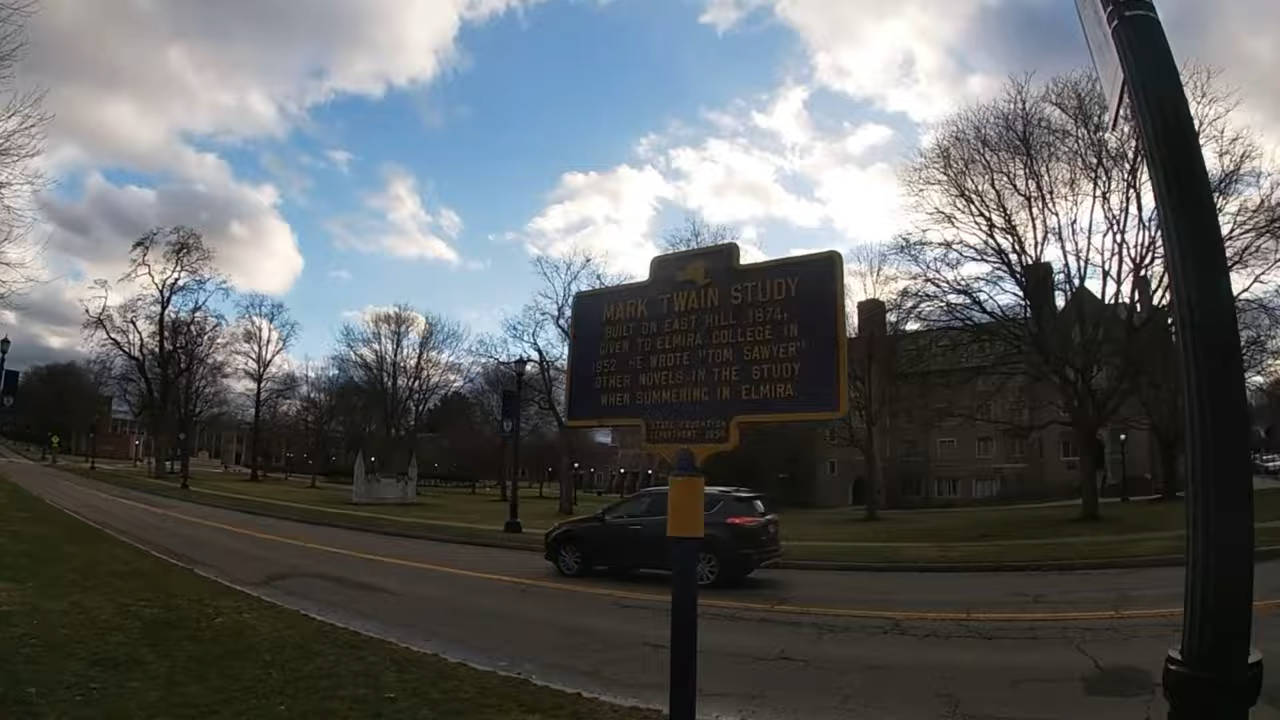 MARK TWAIN STUDY
BUILT ON EAST HILL 1874,
GIVEN TO ELMIRA COLLEGE IN
1952. HE WROTE "TOM SAWYER"
OTHER NOVELS IN THE STUDY
WHEN SUMMERING IN ELMIRA.
STATE EDUCATION
DEPARTMENT